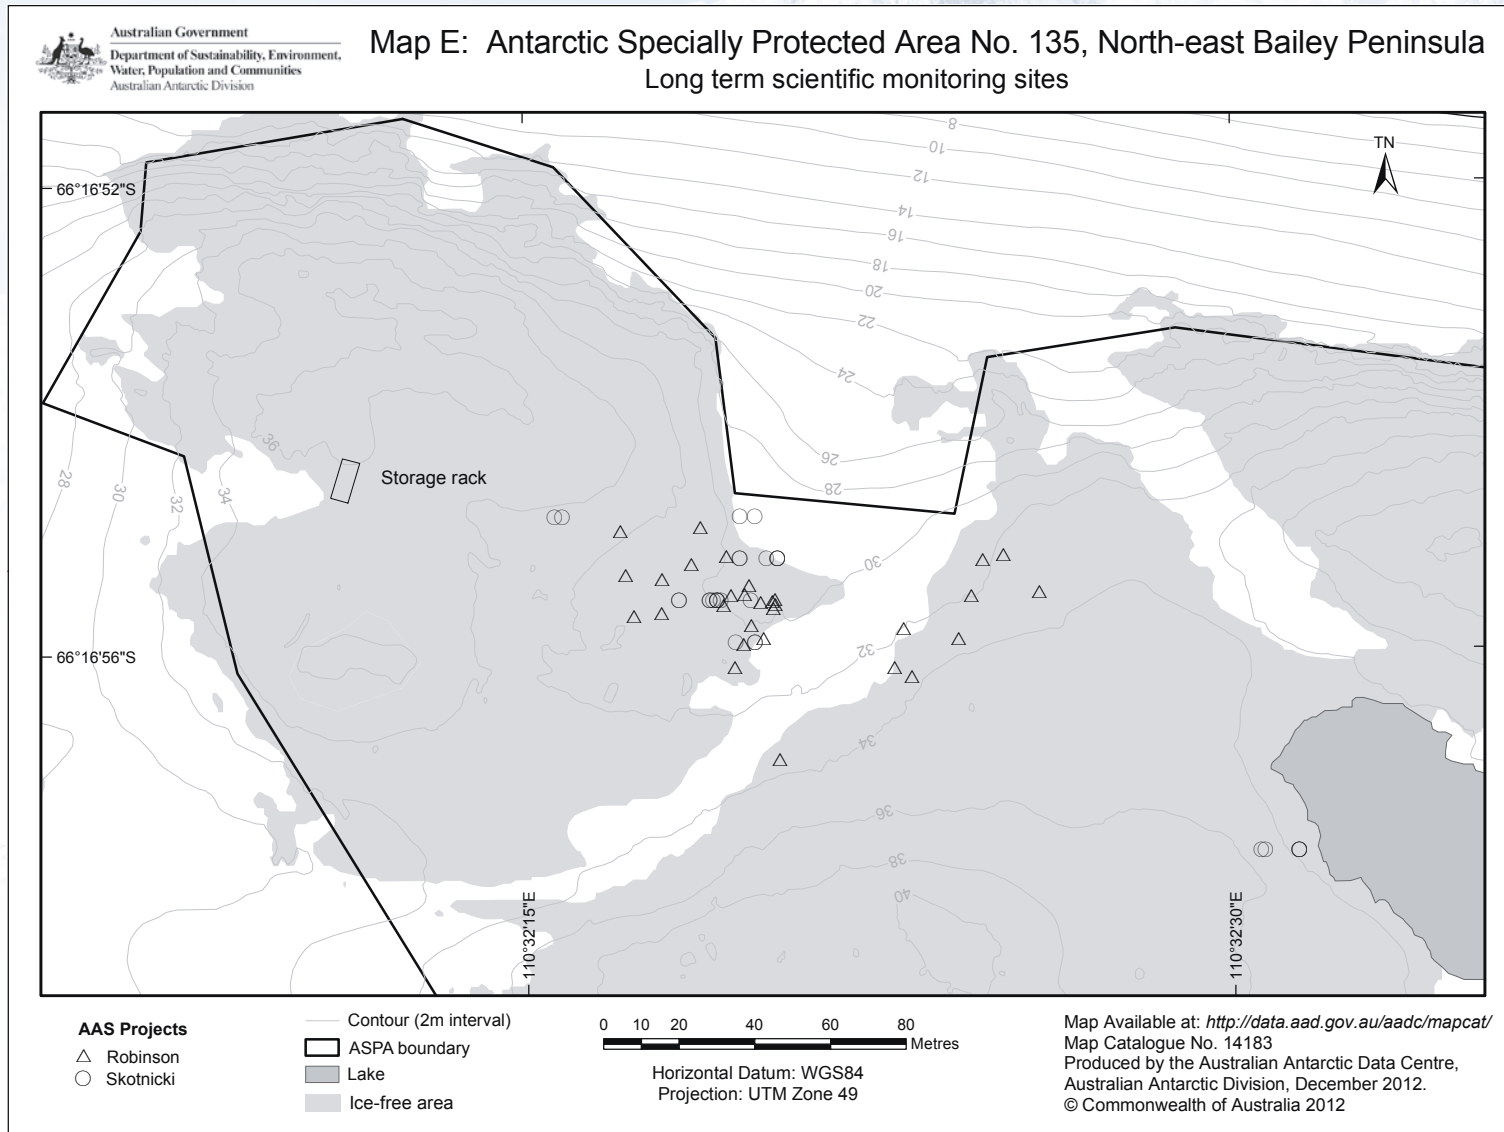 Australian Government
Department of Sustainability, Environment,
Water, Population and Communities
Australian Antarctic Division
Map E: Antarctic Specially Protected Area No. 135, North-east Bailey Peninsula
Long term scientific monitoring sites
TN
66°16'52"S
66°16'56"S
8
10
12
14
16
18
20
22
24
26
28
30
32
34
36
38
40
36
28
30
32
34
Storage rack
110°32'15"E
110°32'30"E
AAS Projects
Robinson
Skotnicki
Contour (2m interval)
ASPA boundary
Lake
Ice-free area
0 10 20 40 60 80
Metres
Horizontal Datum: WGS84
Projection: UTM Zone 49
Map Available at: http://data.aad.gov.au/aadc/mapcat/
Map Catalogue No. 14183
Produced by the Australian Antarctic Data Centre,
Australian Antarctic Division, December 2012.
© Commonwealth of Australia 2012